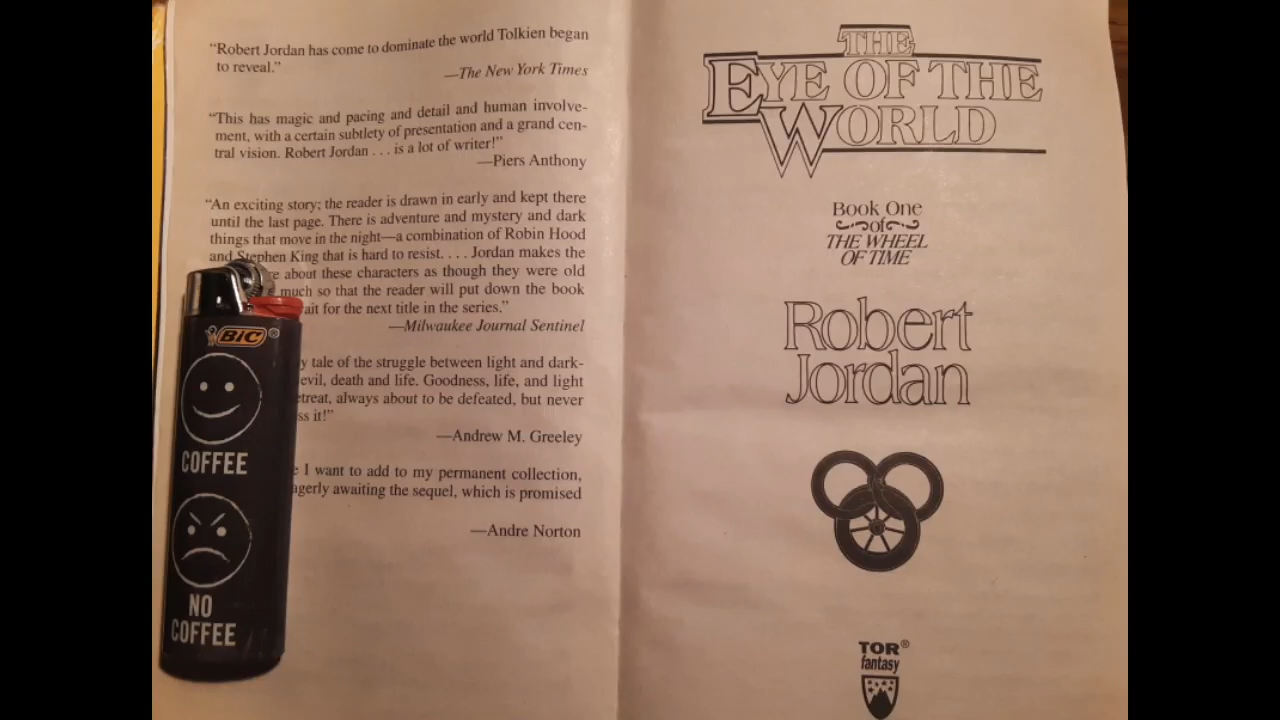 “Robert Jordan has come to dominate the world Tolkien began
to reveal.”
—The New York Times
“This has magic and pacing and detail and human involve-
ment, with a certain subtlety of presentation and a grand cen-
tral vision. Robert Jordan . . . is a lot of writer!”
—Piers Anthony
“An exciting story; the reader is drawn in early and kept there
until the last page. There is adventure and mystery and dark
things that move in the night—a combination of Robin Hood
and Stephen King that is hard to resist. . . . Jordan makes the
about these characters as though they were old
much so that the reader will put down the book
for the next title in the series.”
—Milwaukee Journal Sentinel
tale of the struggle between light and dark-
evil, death and life. Goodness, life, and light
always about to be defeated, but never
it!”
—Andrew M. Greeley
I want to add to my permanent collection,
awaiting the sequel, which is promised
—Andre Norton
BIC®
COFFEE
NO
COFFEE
THE
EYE OF THE
WORLD
Book One
of
THE WHEEL
OF TIME
Robert
Jordan
TOR®
fantasy